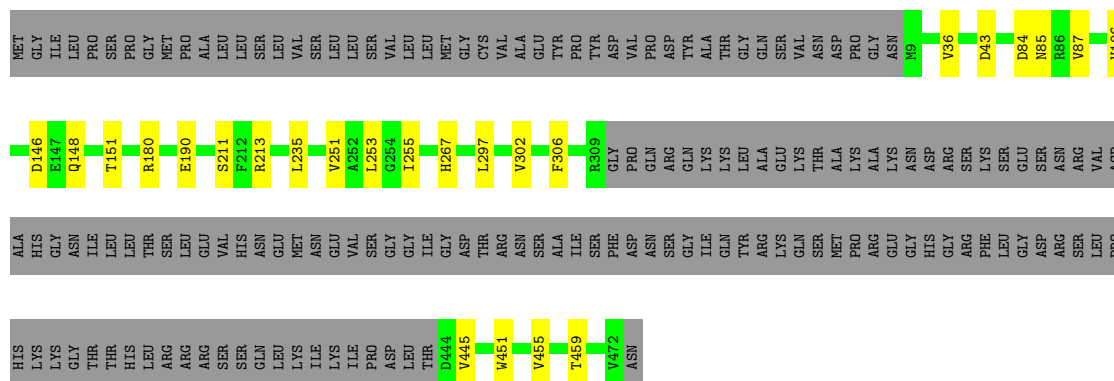 MET GLY ILE LEU PRO SER PRO GLY MET PRO ALA LEU LEU SER LEU VAL SER LEU LEU LEU SER VAL LEU LEU MET GLY CYS VAL ALA GLU TYR PRO TYR ASP VAL PRO ASP TYR ALA THR GLY GLN SER VAL ASN ASP PRO GLY ASN M9 V36 D43 D84 N85 R86 V87
D146 E147 Q148 T151 R180 E190 S211 F212 R213 L235 V251 A252 L253 G254 I255 H267 L297 V302 F306 R309 GLY PRO GLN ARG GLN LYS LYS LEU ALA GLU LYS THR ALA LYS ALA LYS ASN ASP ARG SER LYS SER GLU SER ASN ARG VAL
ALA HIS GLY ASN ILE LEU LEU THR SER LEU GLU VAL HIS ASN GLU MET ASN GLU VAL SER GLY GLY ILE GLY ASP THR ARG ASN SER ALA ILE SER PHE ASP ASN SER GLY ILE GLN TYR ARG LYS GLN SER MET PRO ARG GLU GLY HIS GLY ARG PHE LEU GLY ASP ARG SER LEU
HIS LYS LYS GLY THR THR HIS LEU ARG ARG ARG SER SER GLN LEU LYS ILE LYS ILE PRO ASP LEU THR D444 V445 W451 V455 T459 V472 ASN